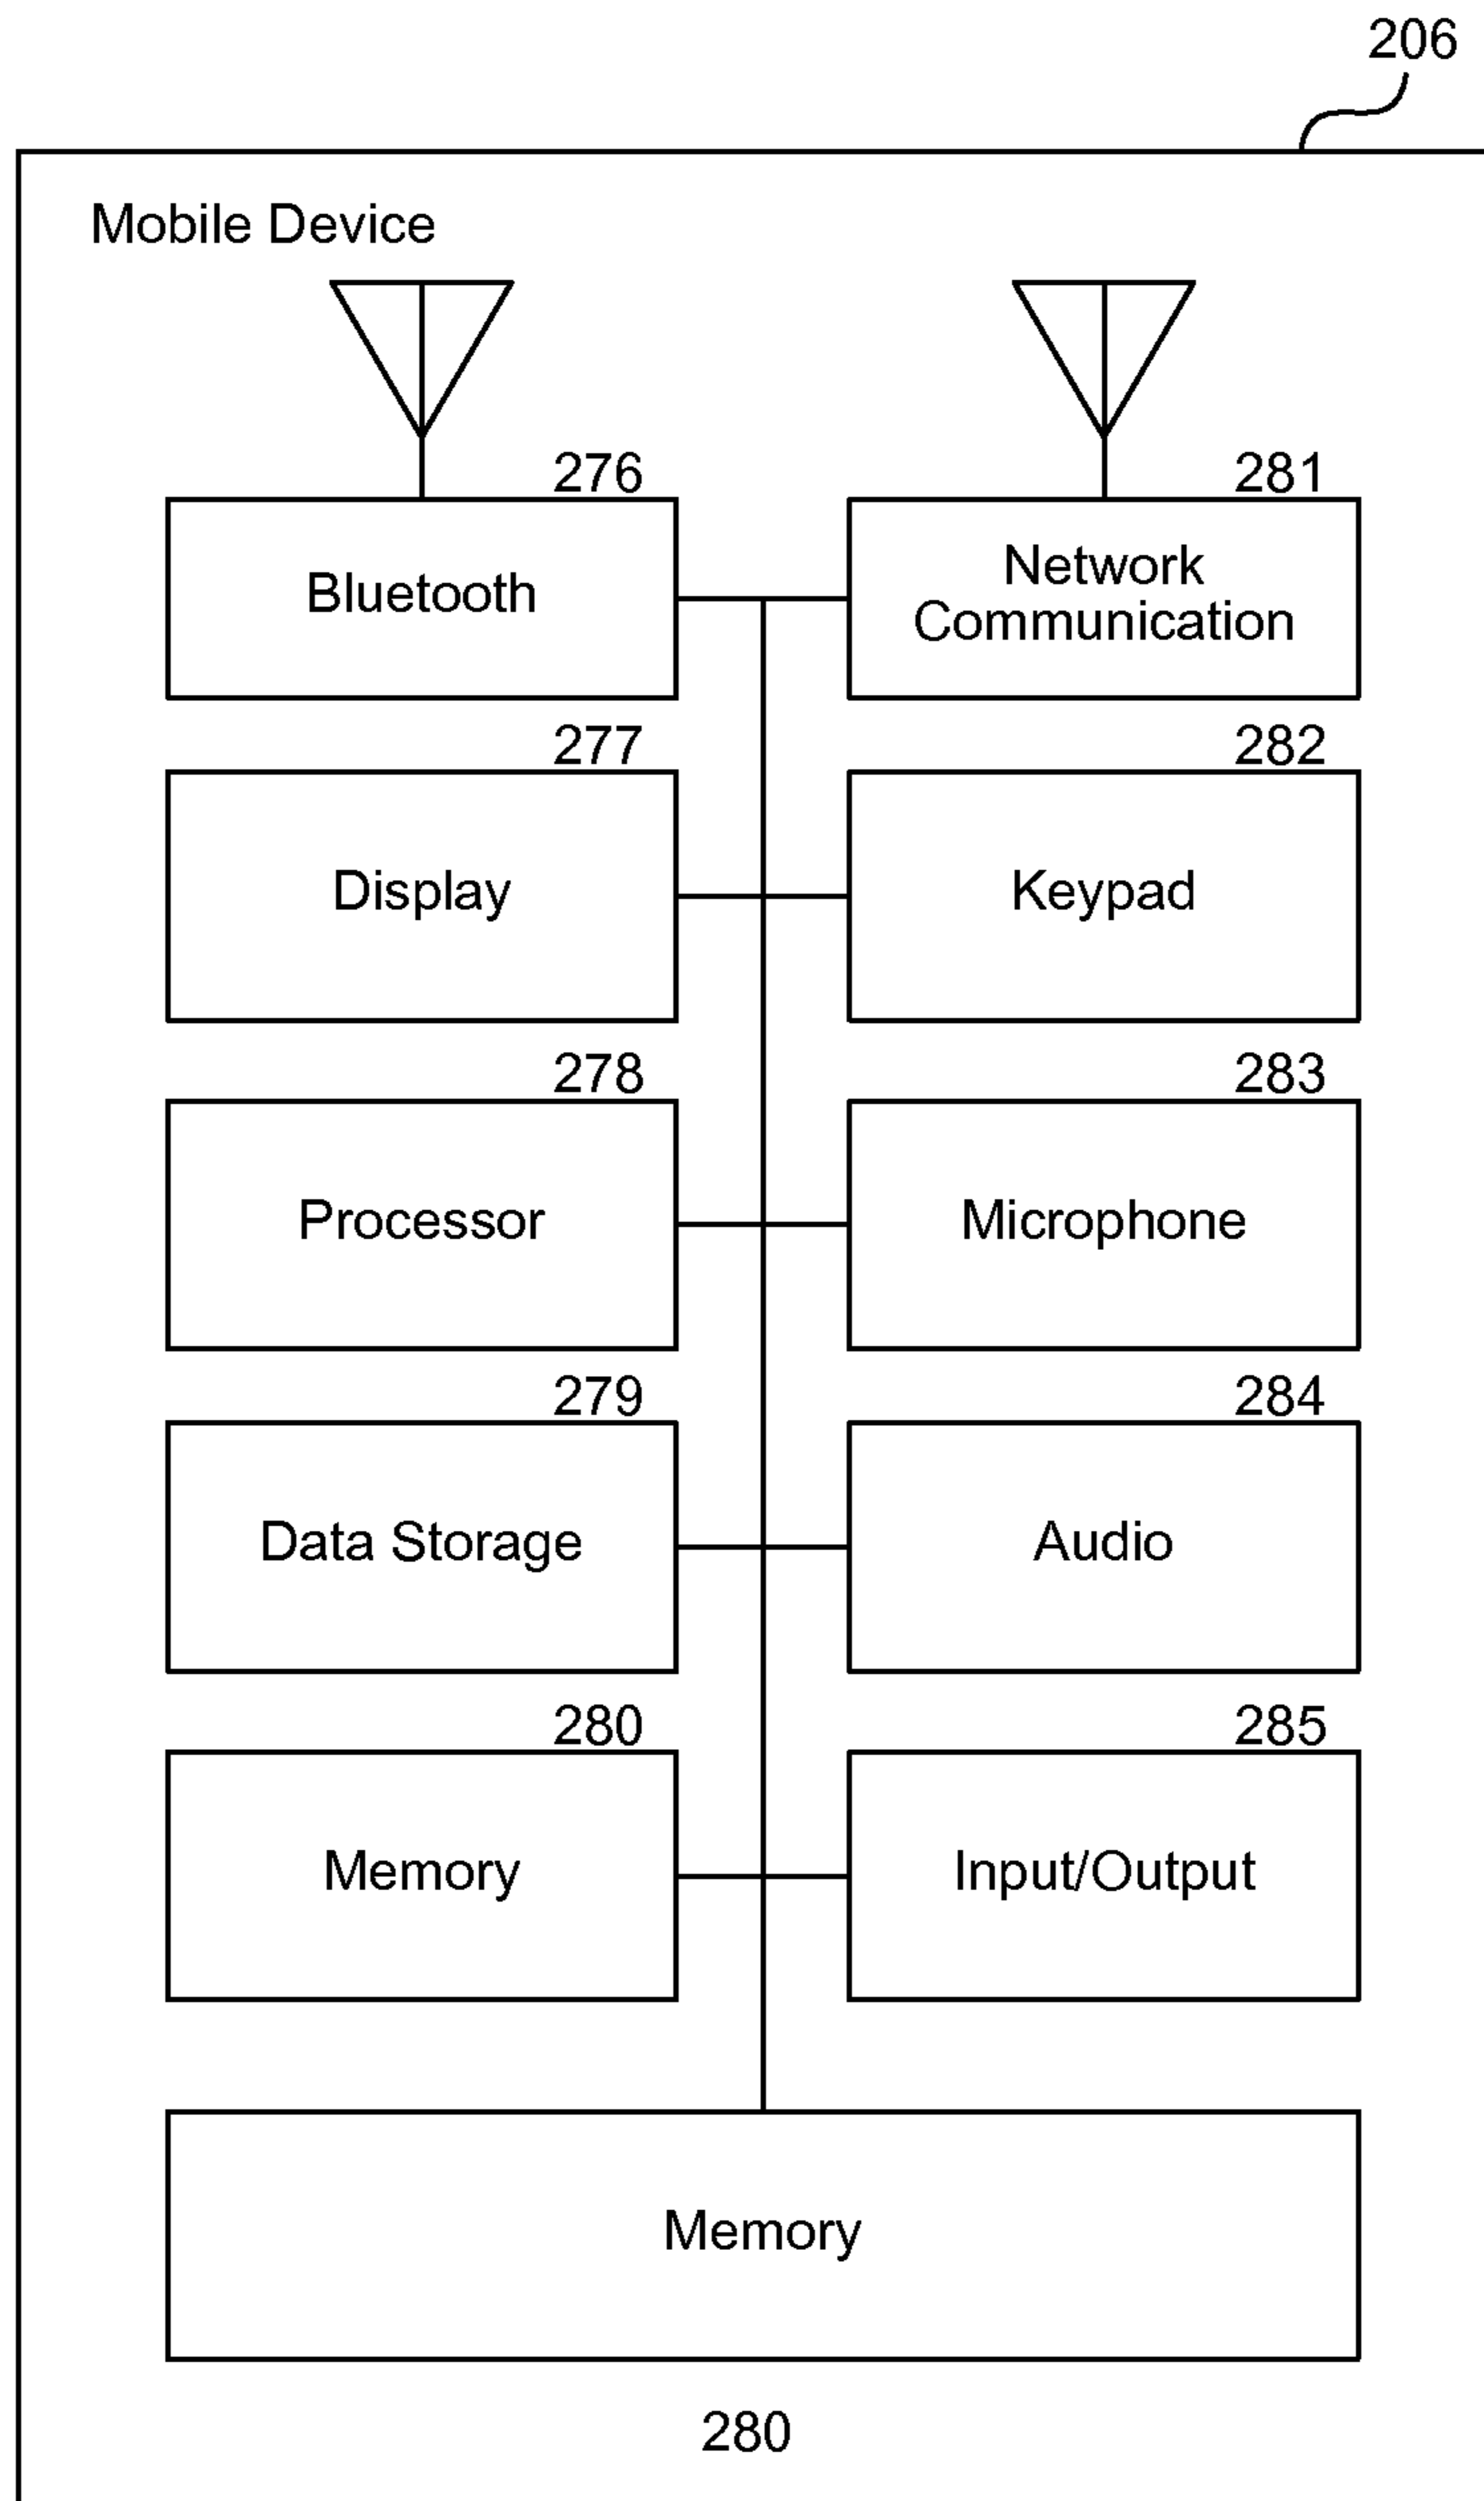 206
Mobile Device
276
281
Bluetooth
Network
Communication
277
282
Display
Keypad
278
283
Processor
Microphone
279
284
Data Storage
Audio
280
285
Memory
Input/Output
Memory
280